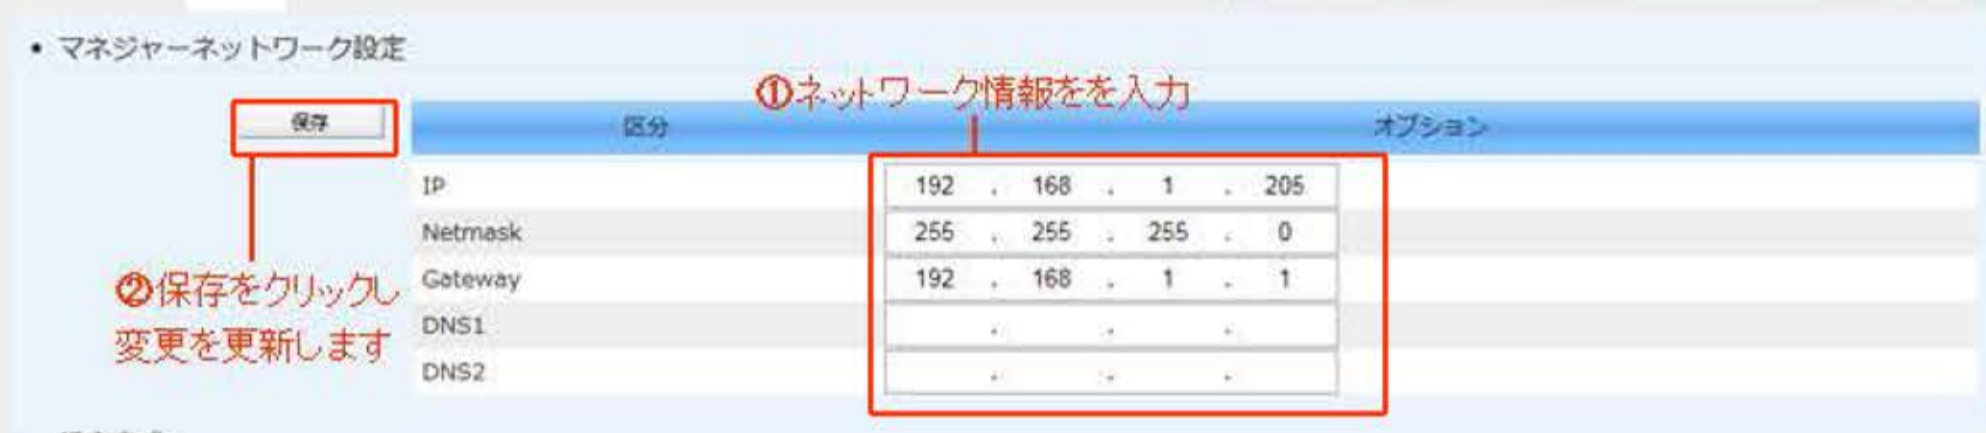 • マネジャーネットワーク設定
①ネットワーク情報をを入力
保存 区分 オプション
IP 192 . 168 . 1 . 205
Netmask 255 . 255 . 255 . 0
Gateway 192 . 168 . 1 . 1
②保存をクリックし
変更を更新します
DNS1 . . .
DNS2 . . .